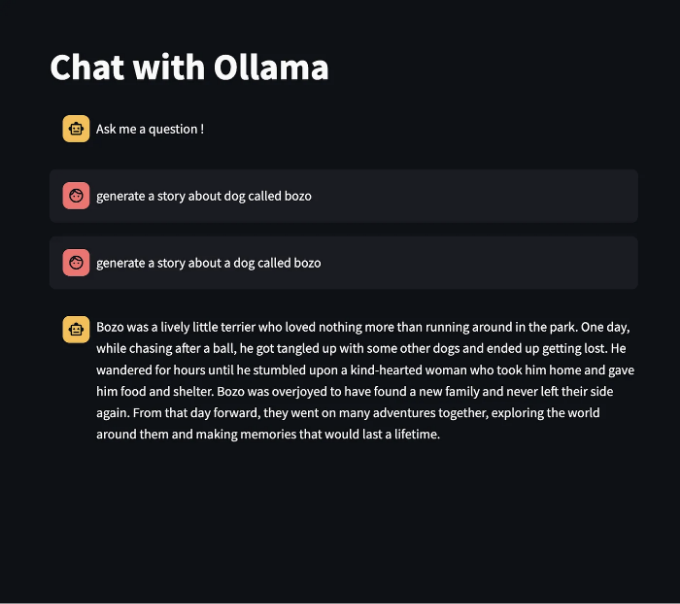 Chat with Ollama
Ask me a question !
generate a story about dog called bozo
generate a story about a dog called bozo
Bozo was a lively little terrier who loved nothing more than running around in the park. One day,
while chasing after a ball, he got tangled up with some other dogs and ended up getting lost. He
wandered for hours until he stumbled upon a kind-hearted woman who took him home and gave
him food and shelter. Bozo was overjoyed to have found a new family and never left their side
again. From that day forward, they went on many adventures together, exploring the world
around them and making memories that would last a lifetime.